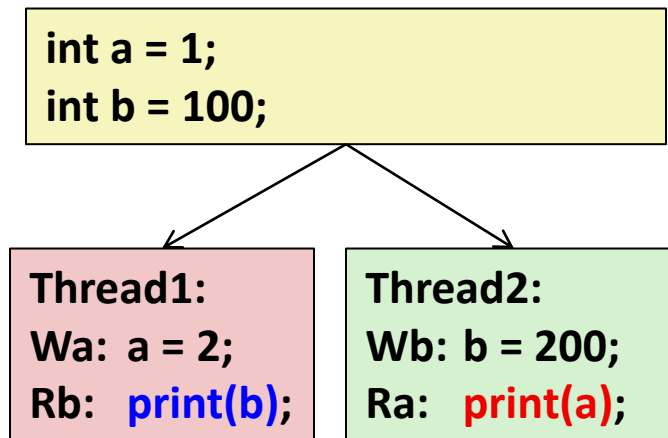 int a = 1;
int b = 100;
Thread1:
Wa: a = 2;
Rb: print(b);
Thread2:
Wb: b = 200;
Ra: print(a);